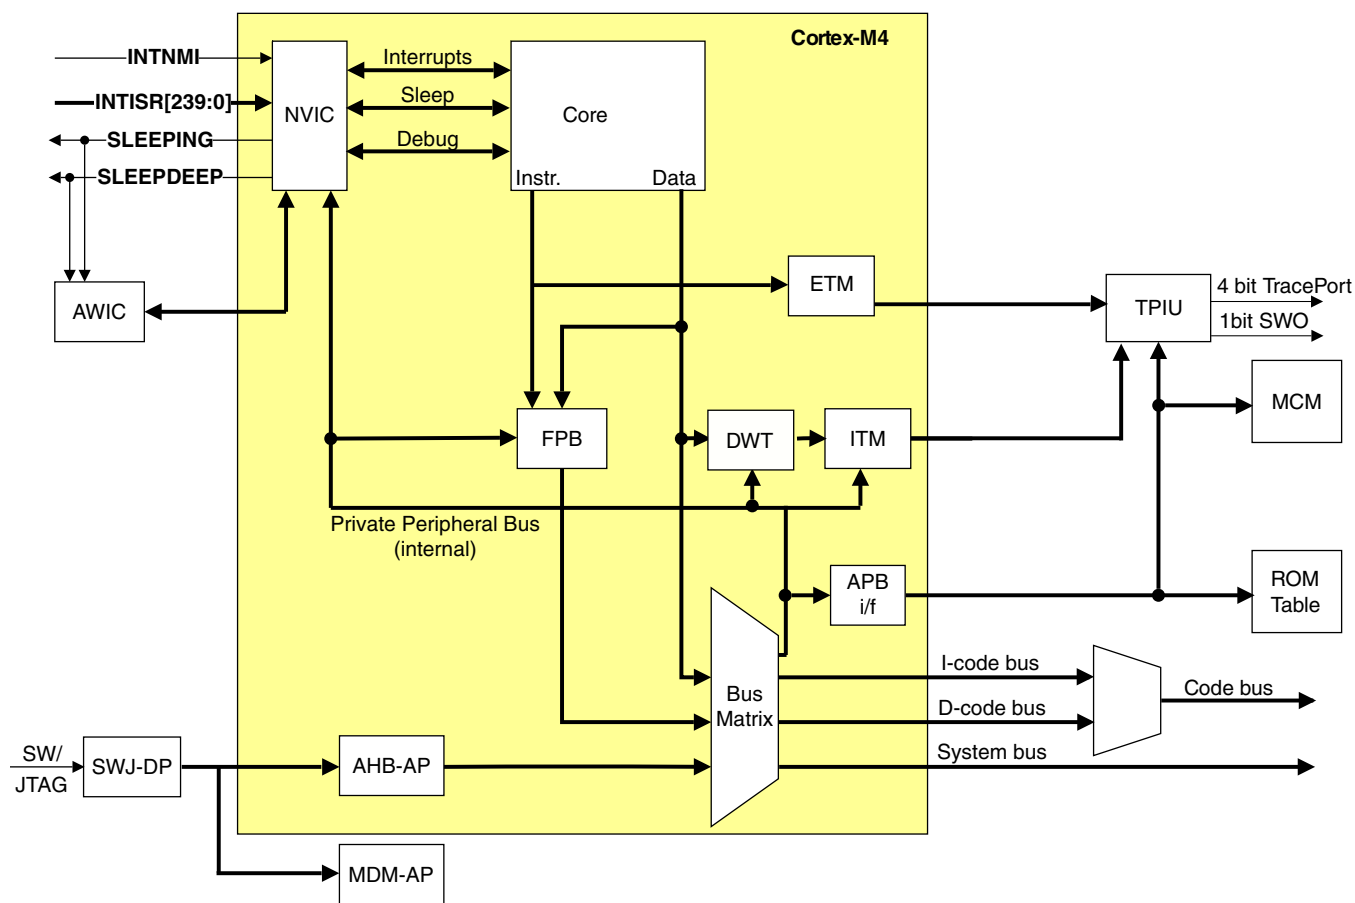 Cortex-M4
INTNMI
INTISR[239:0]
SLEEPING
SLEEPDEEP
NVIC
Interrupts
Sleep
Debug
Core
Instr.
Data
AWIC
ETM
TPIU
4 bit TracePort
1bit SWO
MCM
FPB
DWT
ITM
Private Peripheral Bus
(internal)
APB
i/f
ROM
Table
Bus
Matrix
I-code bus
D-code bus
System bus
Code bus
SW/
JTAG
SWJ-DP
AHB-AP
MDM-AP